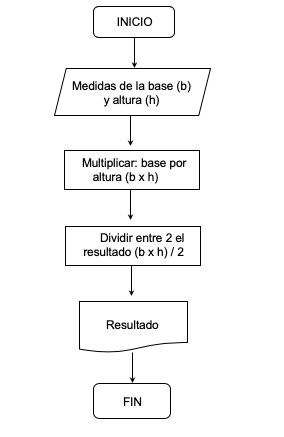 INICIO
Medidas de la base (b)
y altura (h)
Multiplicar: base por
altura (b x h)
Dividir entre 2 el
resultado (b x h) / 2
Resultado
FIN